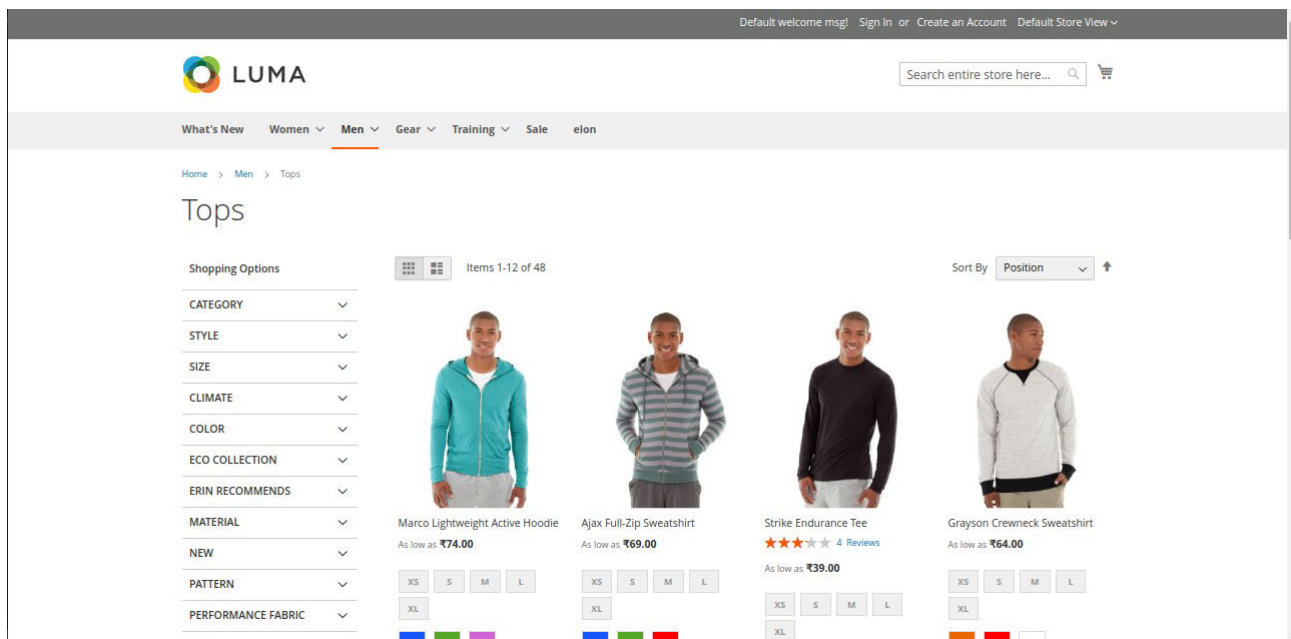 Default welcome msg! Sign In or Create an Account Default Store View
LUMA
Search entire store here...
What's New Women Men Gear Training Sale elon
Home > Men > Tops
Tops
Shopping Options
Items 1-12 of 48
Sort By Position
CATEGORY
STYLE
SIZE
CLIMATE
COLOR
ECO COLLECTION
ERIN RECOMMENDS
MATERIAL
NEW
PATTERN
PERFORMANCE FABRIC
Marco Lightweight Active Hoodie
As low as ₹74.00
XS S M L
XL
Ajax Full-Zip Sweatshirt
As low as ₹69.00
XS S M L
XL
Strike Endurance Tee
4 Reviews
As low as ₹39.00
XS S M L
XL
Grayson Crewneck Sweatshirt
As low as ₹64.00
XS S M L
XL